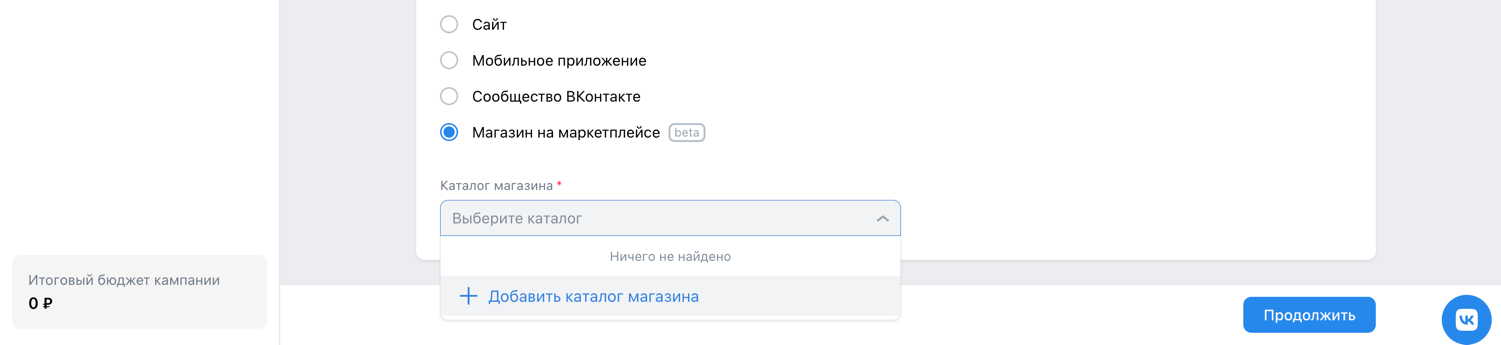 Сайт
Мобильное приложение
Сообщество ВКонтакте
Магазин на маркетплейсе beta
Каталог магазина *
Выберите каталог
Ничего не найдено
Добавить каталог магазина
Итоговый бюджет кампании
0 ₽
Продолжить